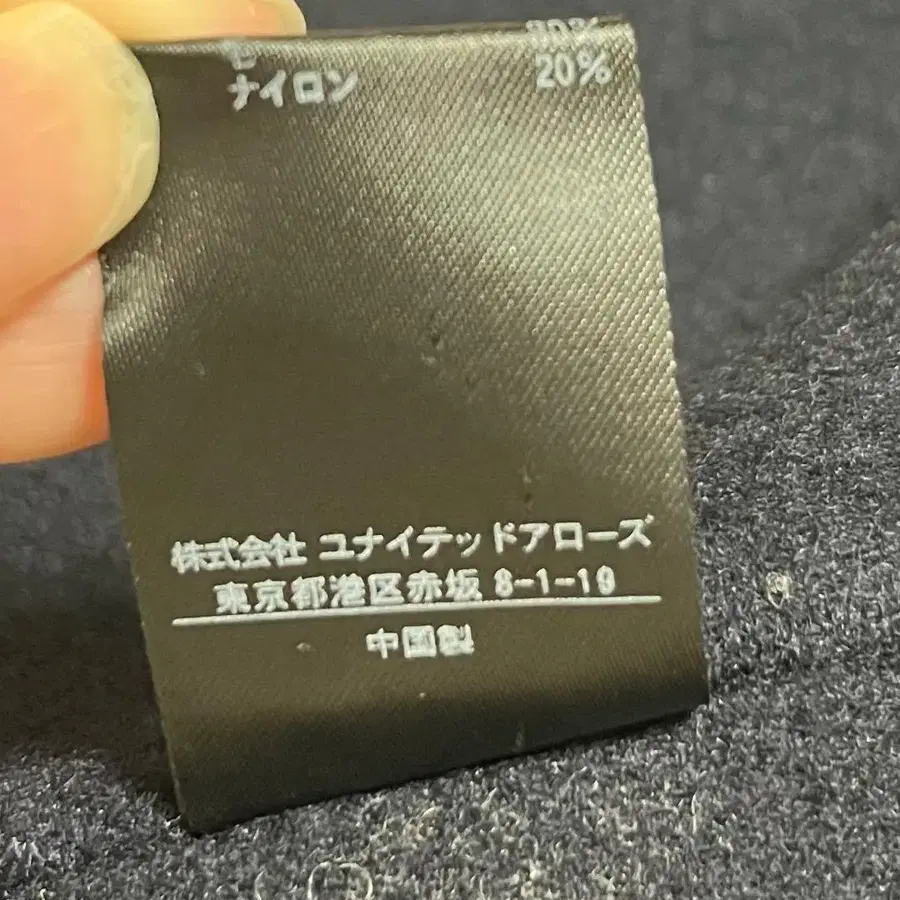 80%
ナイロン 20%
株式会社 ユナイテッドアローズ
東京都港区赤坂 8-1-19
中国製